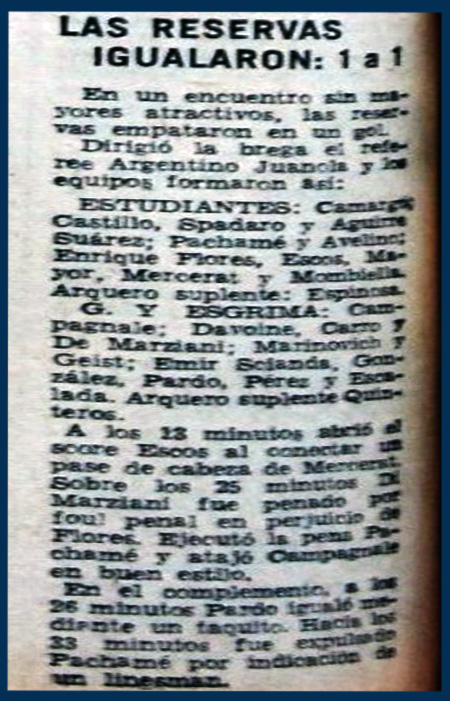 LAS RESERVAS
IGUALARON: 1 a 1
En un encuentro sin ma-
yores atractivos, las reser-
vas empataron en un gol.
Dirigió la brega el refe-
ree Argentino Juanola y los
equipos formaron así:
ESTUDIANTES: Camargo;
Castillo, Spadaro y Aguirre
Suárez; Pachamé y Avelino;
Enrique Flores, Escos, Ma-
yor, Mercerat y Mombiella.
Arquero suplente: Espinosa.
G. Y ESGRIMA: Cam-
pagnale; Davoine, Carro y
De Marziani; Marinovich y
Geist; Emir Scianda, Gon-
zález, Pardo, Pérez y Esca-
lada. Arquero suplente Quin-
teros.
A los 13 minutos abrió el
score Escos al conectar un
pase de cabeza de Mercerat.
Sobre los 25 minutos Di
Marziani fue penado por
foul penal en perjuicio de
Flores. Ejecutó la pena Pa-
chamé y atajó Campagnale
en buen estilo.
En el complemento, a los
26 minutos Pardo igualó me-
diante un taquito. Hacia los
33 minutos fue expulsado
Pachamé por indicación de
un linesman.